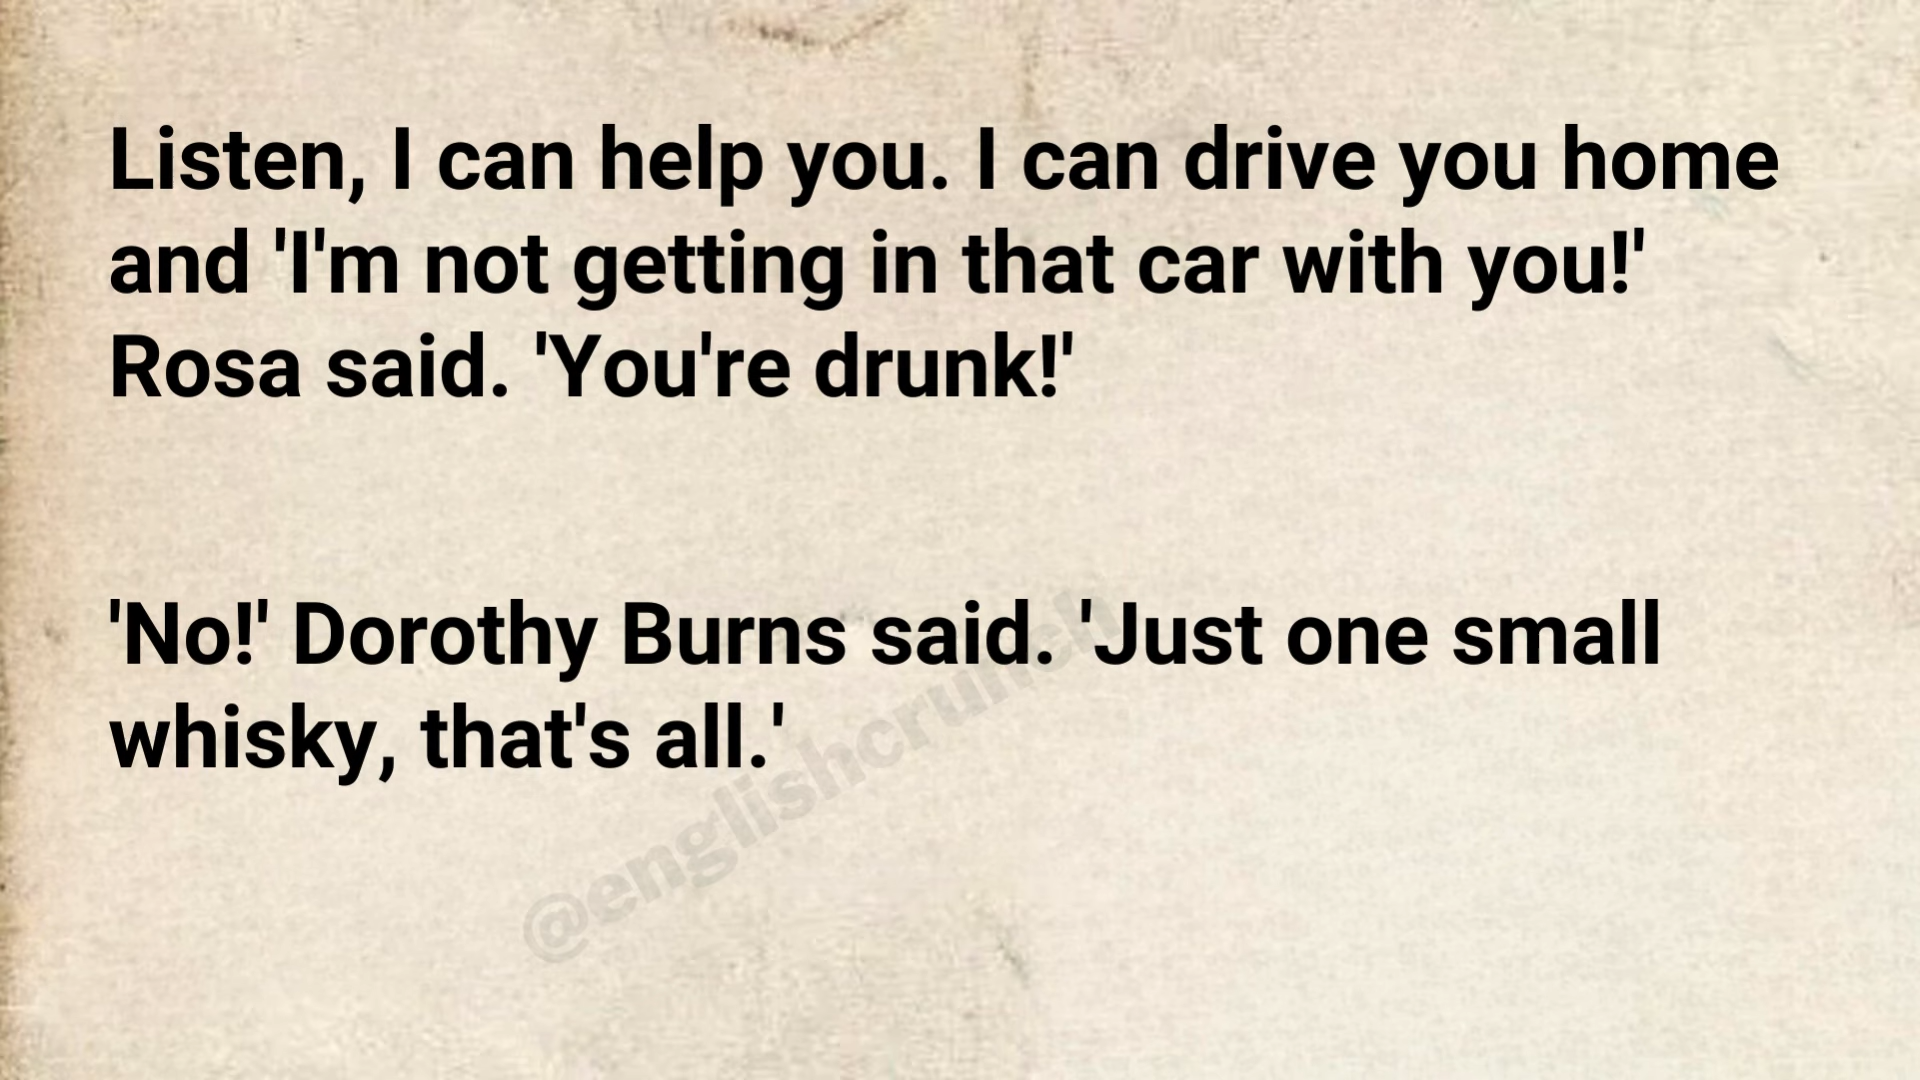 Listen, I can help you. I can drive you home
and 'I'm not getting in that car with you!'
Rosa said. 'You're drunk!'
'No!' Dorothy Burns said. 'Just one small
whisky, that's all.'
@englishcrunch